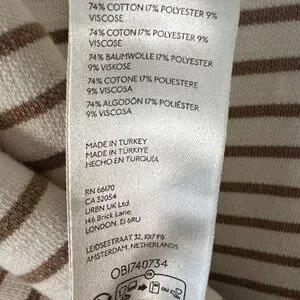 74% COTTON 17% POLYESTER 9%
VISCOSE
74% COTON 17% POLYESTER 9%
VISCOSE
74% BAUMWOLLE 17% POLYESTER
9% VISKOSE
74% COTONE 17% POLIESTERE
9% VISCOSA
74% ALGODÓN 17% POLIÉSTER
9% VISCOSA
MADE IN TURKEY
MADE IN TÜRKIYE
HECHO EN TURQUÍA
RN 66170
CA 32054
URBN UK Ltd.
146 Brick Lane,
LONDON, E1 6RU
LEIDSESTRAAT 32, 1017 PB
AMSTERDAM, NETHERLANDS
OB1740734